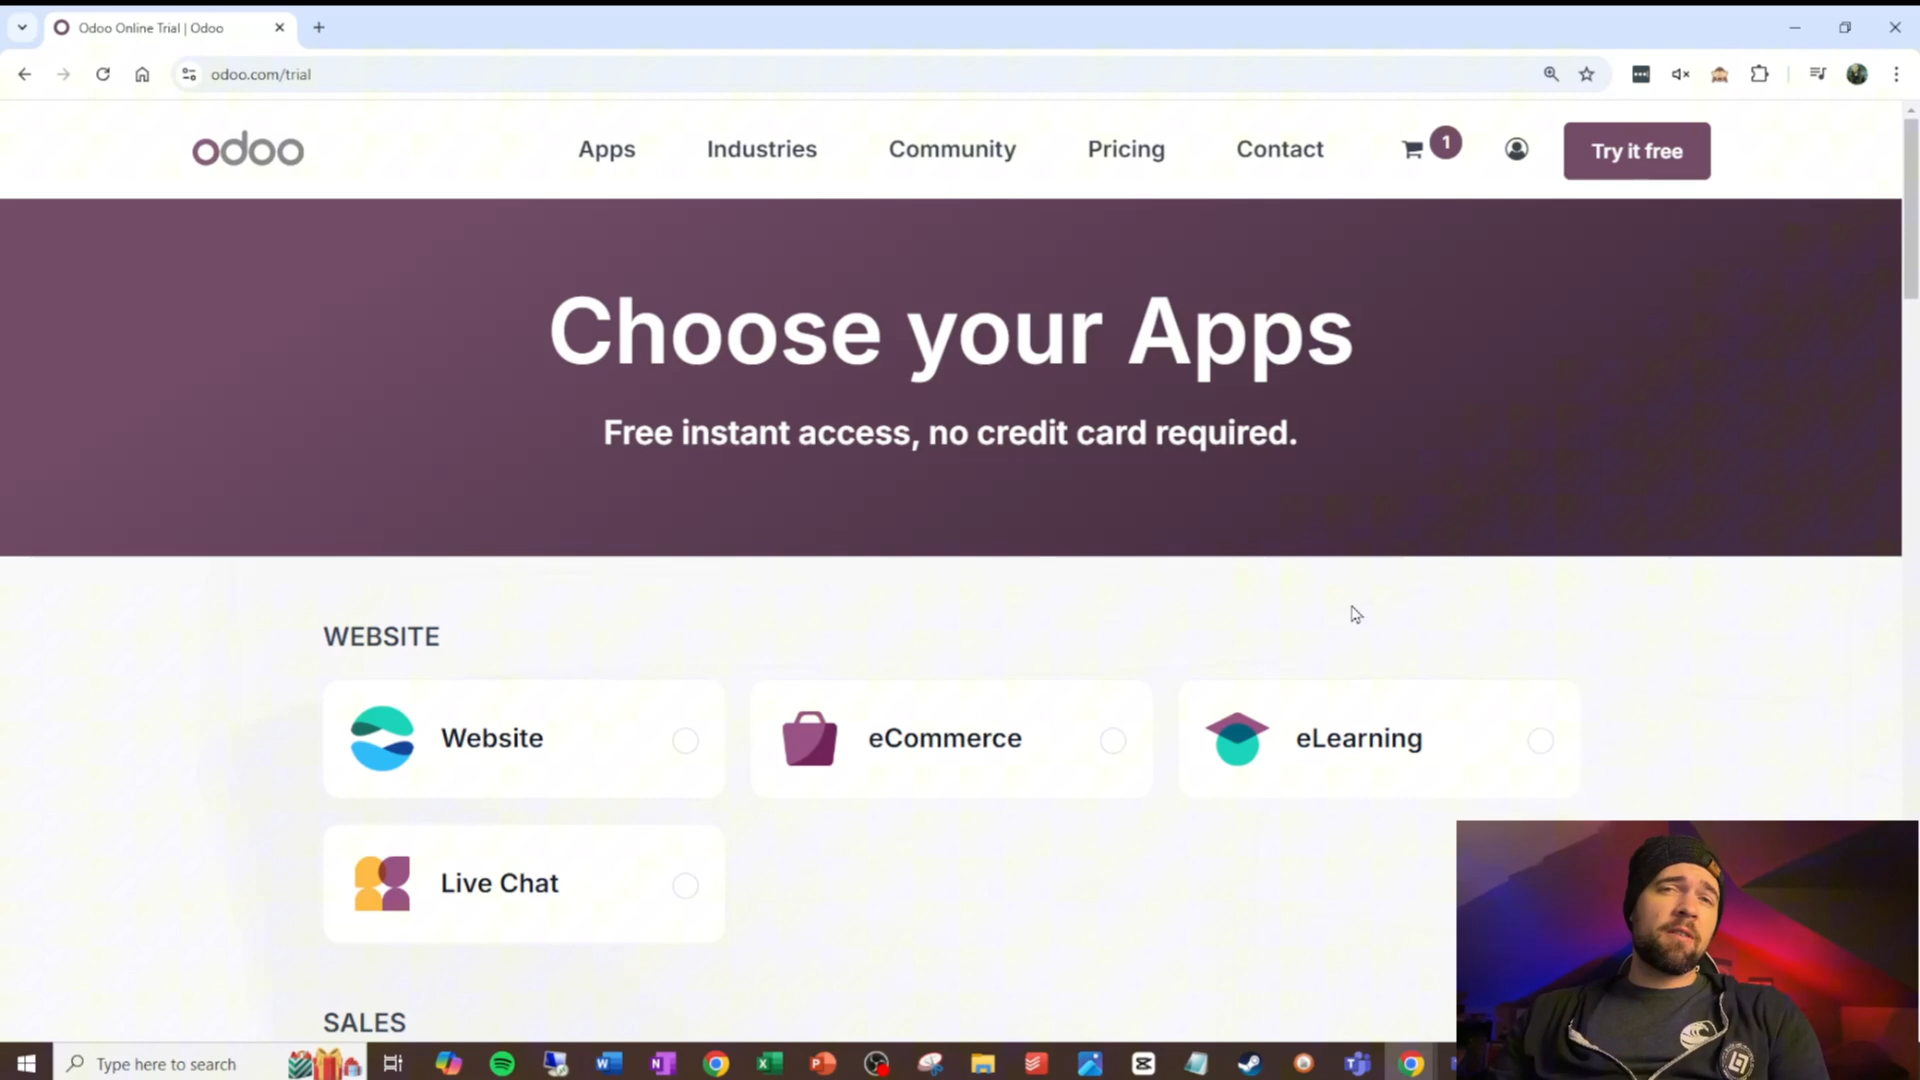 Odoo Online Trial | Odoo
odoo.com/trial
odoo
Apps
Industries
Community
Pricing
Contact
1
Try it free
Choose your Apps
Free instant access, no credit card required.
WEBSITE
Website
eCommerce
eLearning
Live Chat
SALES
Type here to search